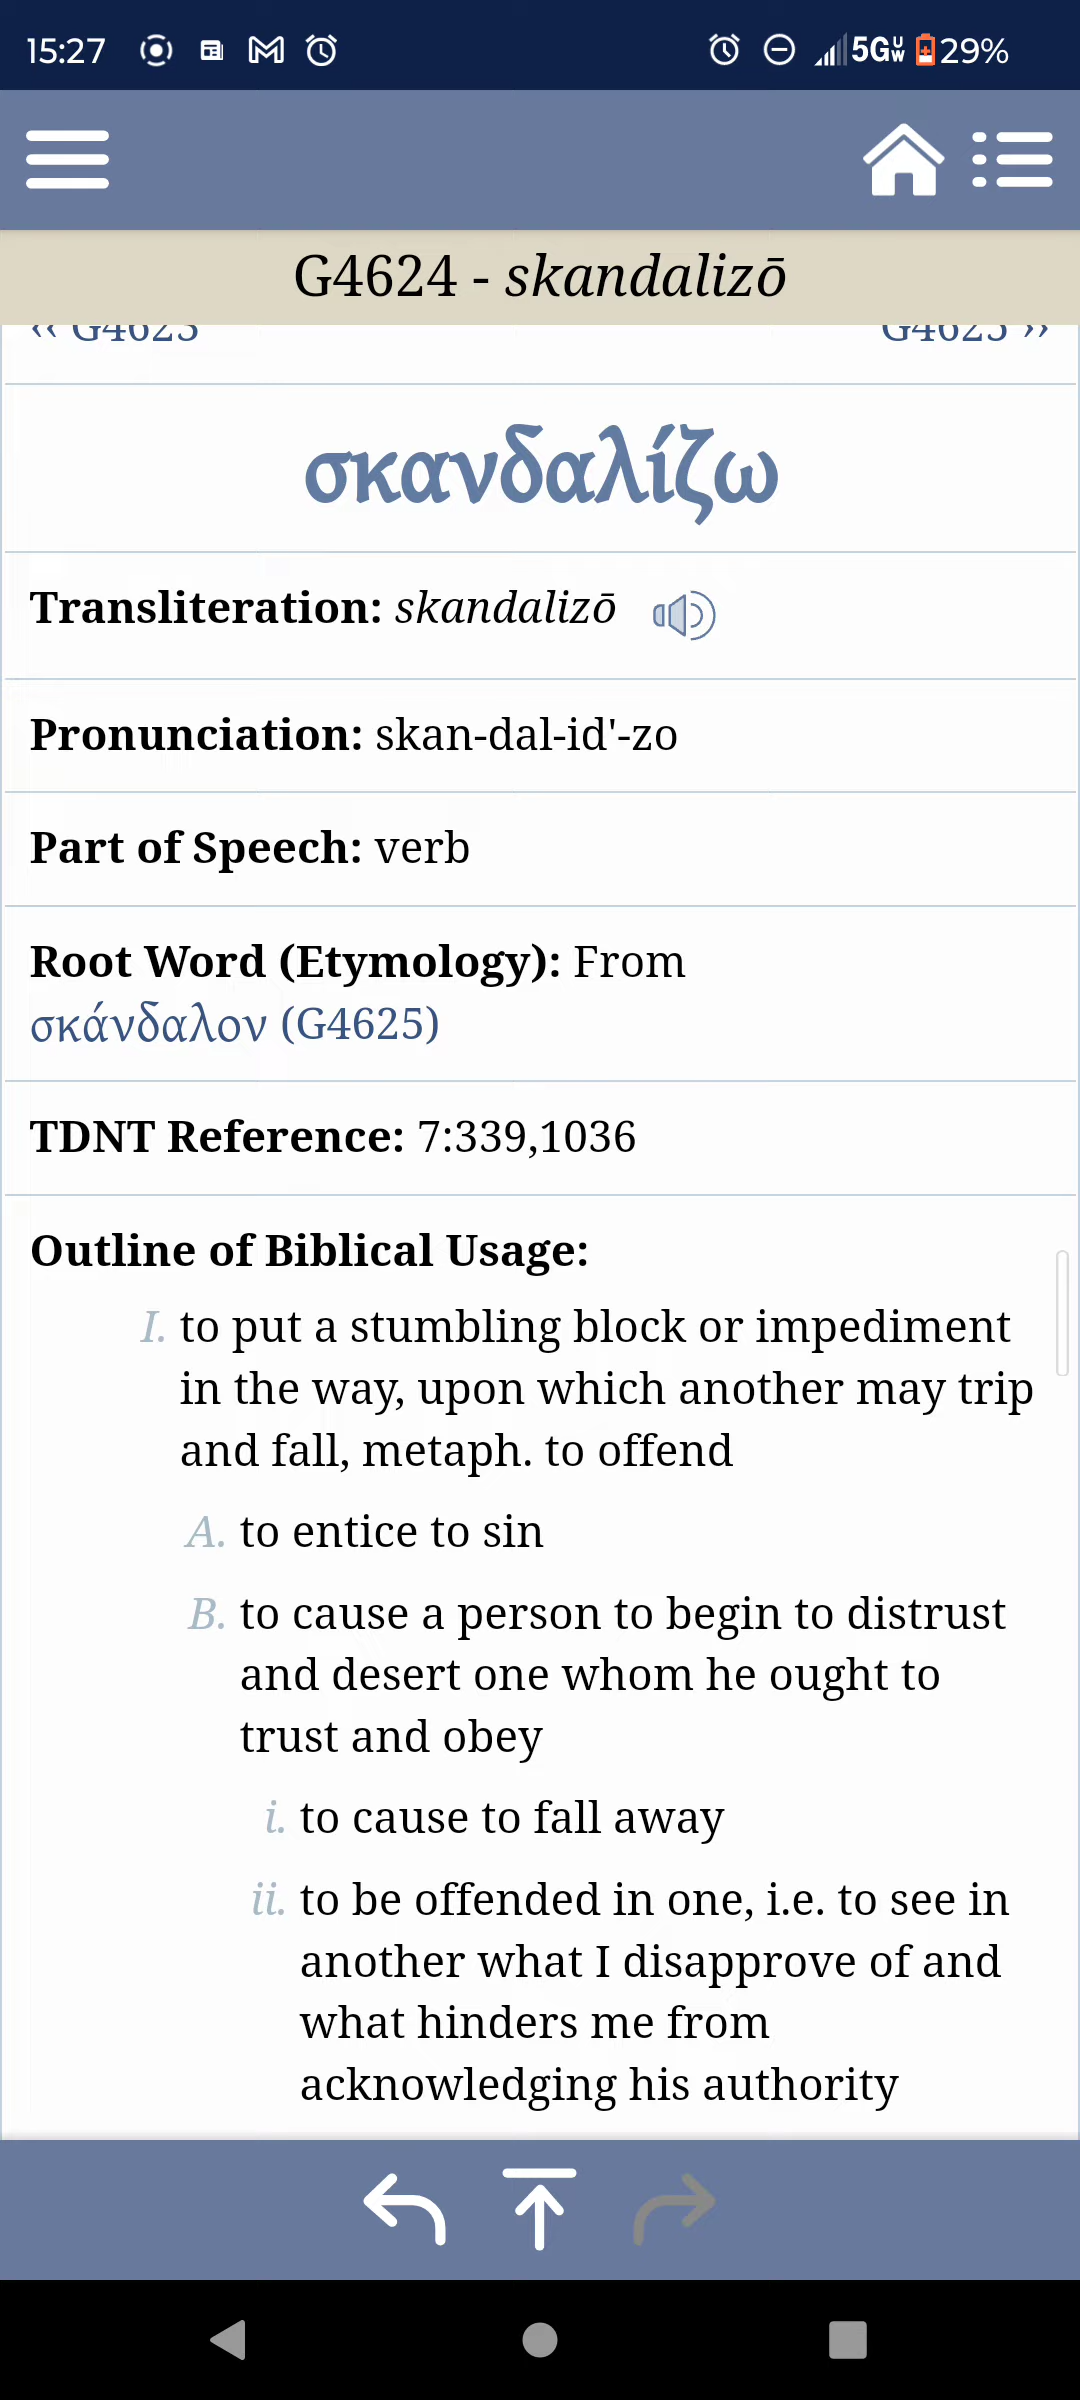 15:27 5G UW 29%
G4624 - skandalizō
‹‹ G4623 G4625 ››
σκανδαλίζω
Transliteration: skandalizō
Pronunciation: skan-dal-id'-zo
Part of Speech: verb
Root Word (Etymology): From
σκάνδαλον (G4625)
TDNT Reference: 7:339,1036
Outline of Biblical Usage:
I. to put a stumbling block or impediment
in the way, upon which another may trip
and fall, metaph. to offend
A. to entice to sin
B. to cause a person to begin to distrust
and desert one whom he ought to
trust and obey
i. to cause to fall away
ii. to be offended in one, i.e. to see in
another what I disapprove of and
what hinders me from
acknowledging his authority